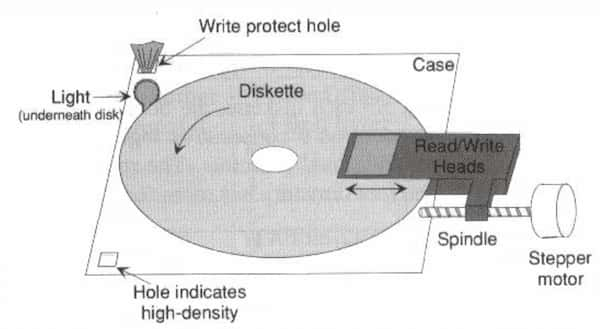 Write protect hole
Case
Light
(underneath disk)
Diskette
Read/Write
Heads
Spindle
Stepper
motor
Hole indicates
high-density